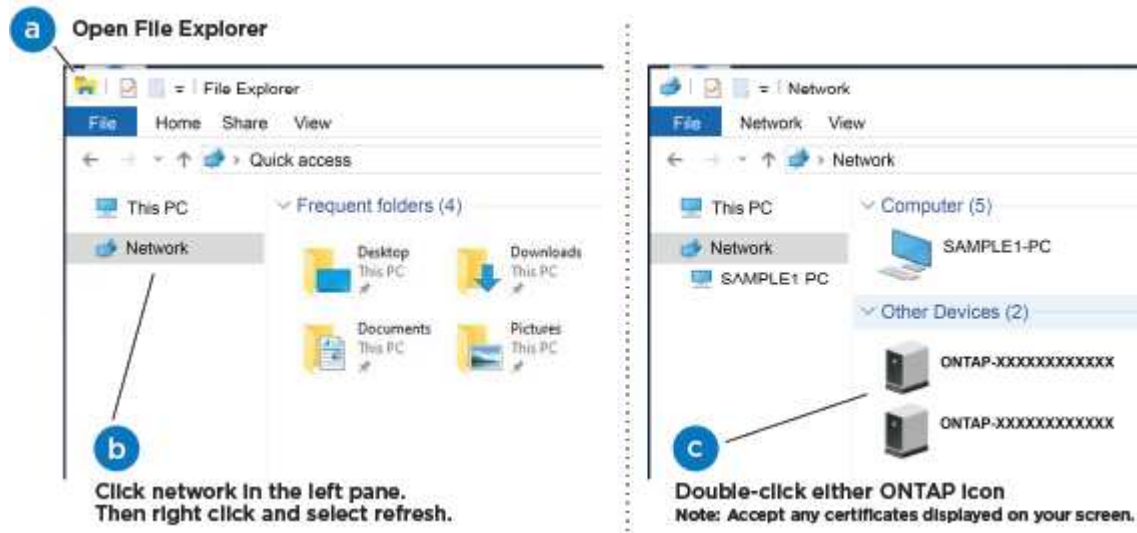 a
Open File Explorer
File Explorer
File Home Share View
Quick access
This PC
Network
Frequent folders (4)
Desktop
This PC
Downloads
This PC
Documents
This PC
Pictures
This PC
b
Click network in the left pane.
Then right click and select refresh.
Network
File Network View
Network
This PC
Network
SAMPLE1 PC
Computer (5)
SAMPLE1-PC
Other Devices (2)
ONTAP-XXXXXXXXXXXX
ONTAP-XXXXXXXXXXXX
c
Double-click either ONTAP icon
Note: Accept any certificates displayed on your screen.